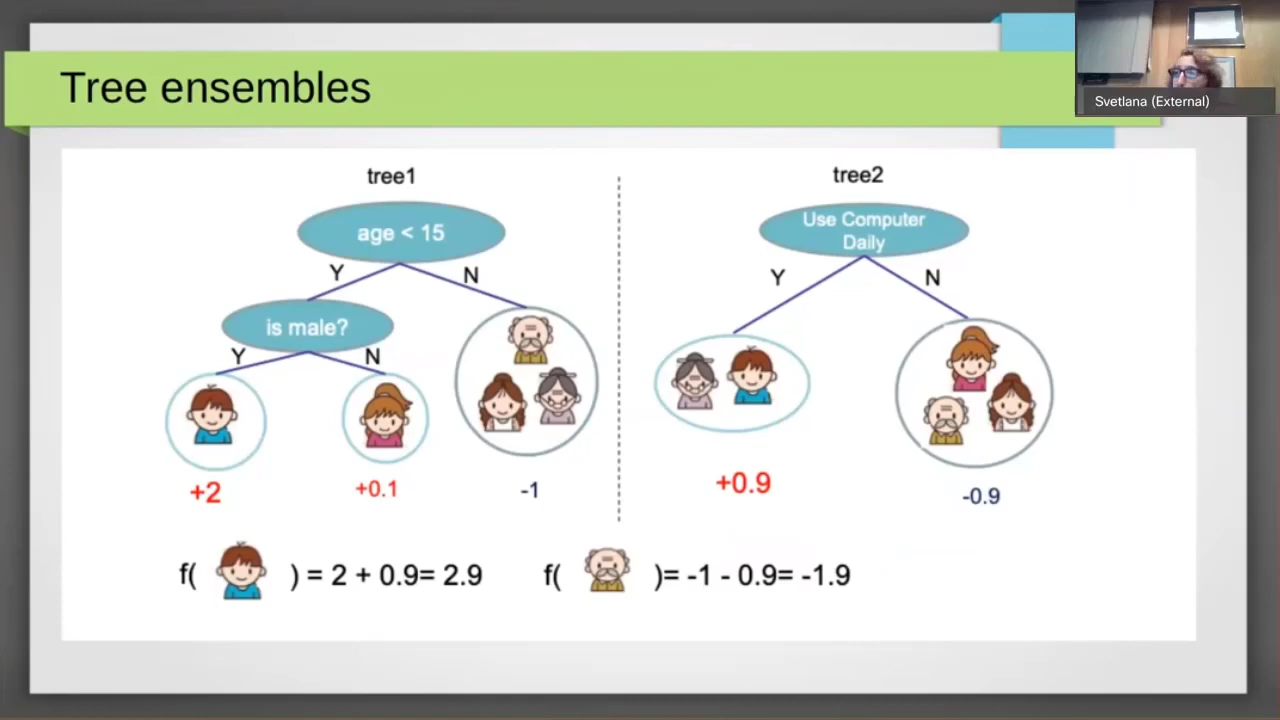 Tree ensembles
Svetlana (External)
tree1
age < 15
Y
N
is male?
Y
N
+2
+0.1
-1
tree2
Use Computer
Daily
Y
N
+0.9
-0.9
f( ) = 2 + 0.9= 2.9
f( )= -1 - 0.9= -1.9